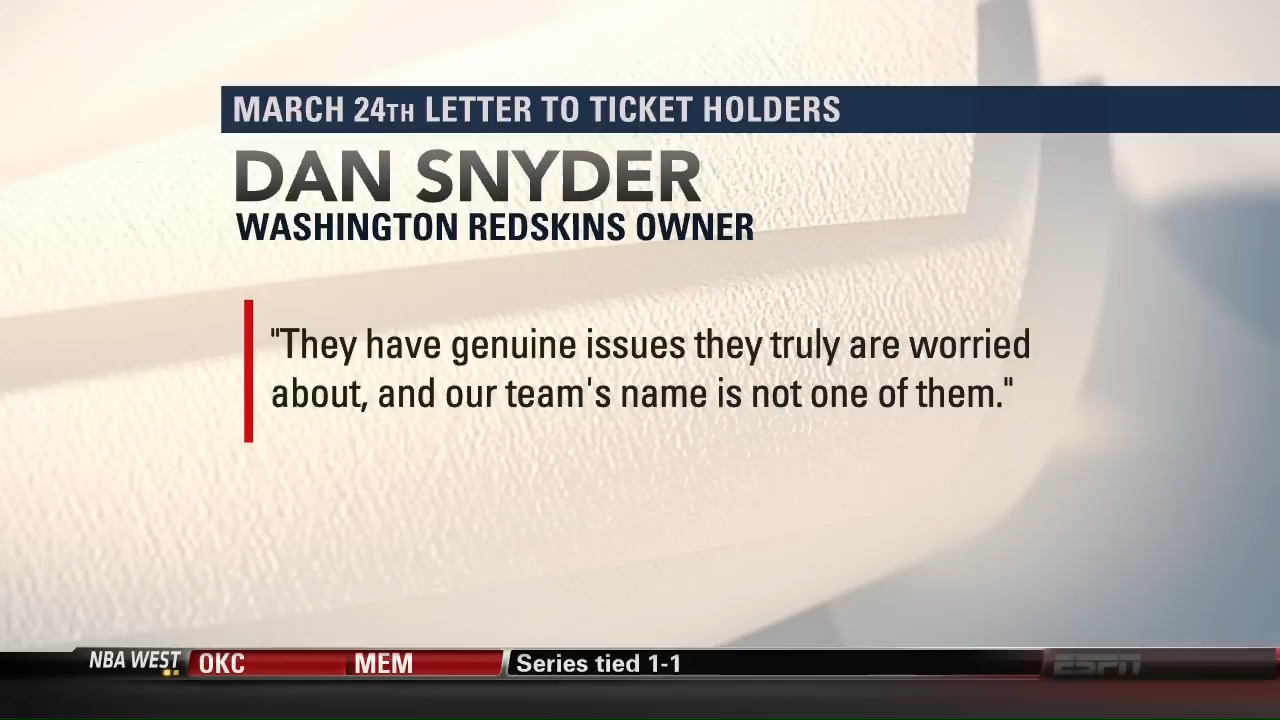 MARCH 24TH LETTER TO TICKET HOLDERS
DAN SNYDER
WASHINGTON REDSKINS OWNER
"They have genuine issues they truly are worried
about, and our team's name is not one of them."
NBA WEST OKC MEM Series tied 1-1 ESPN